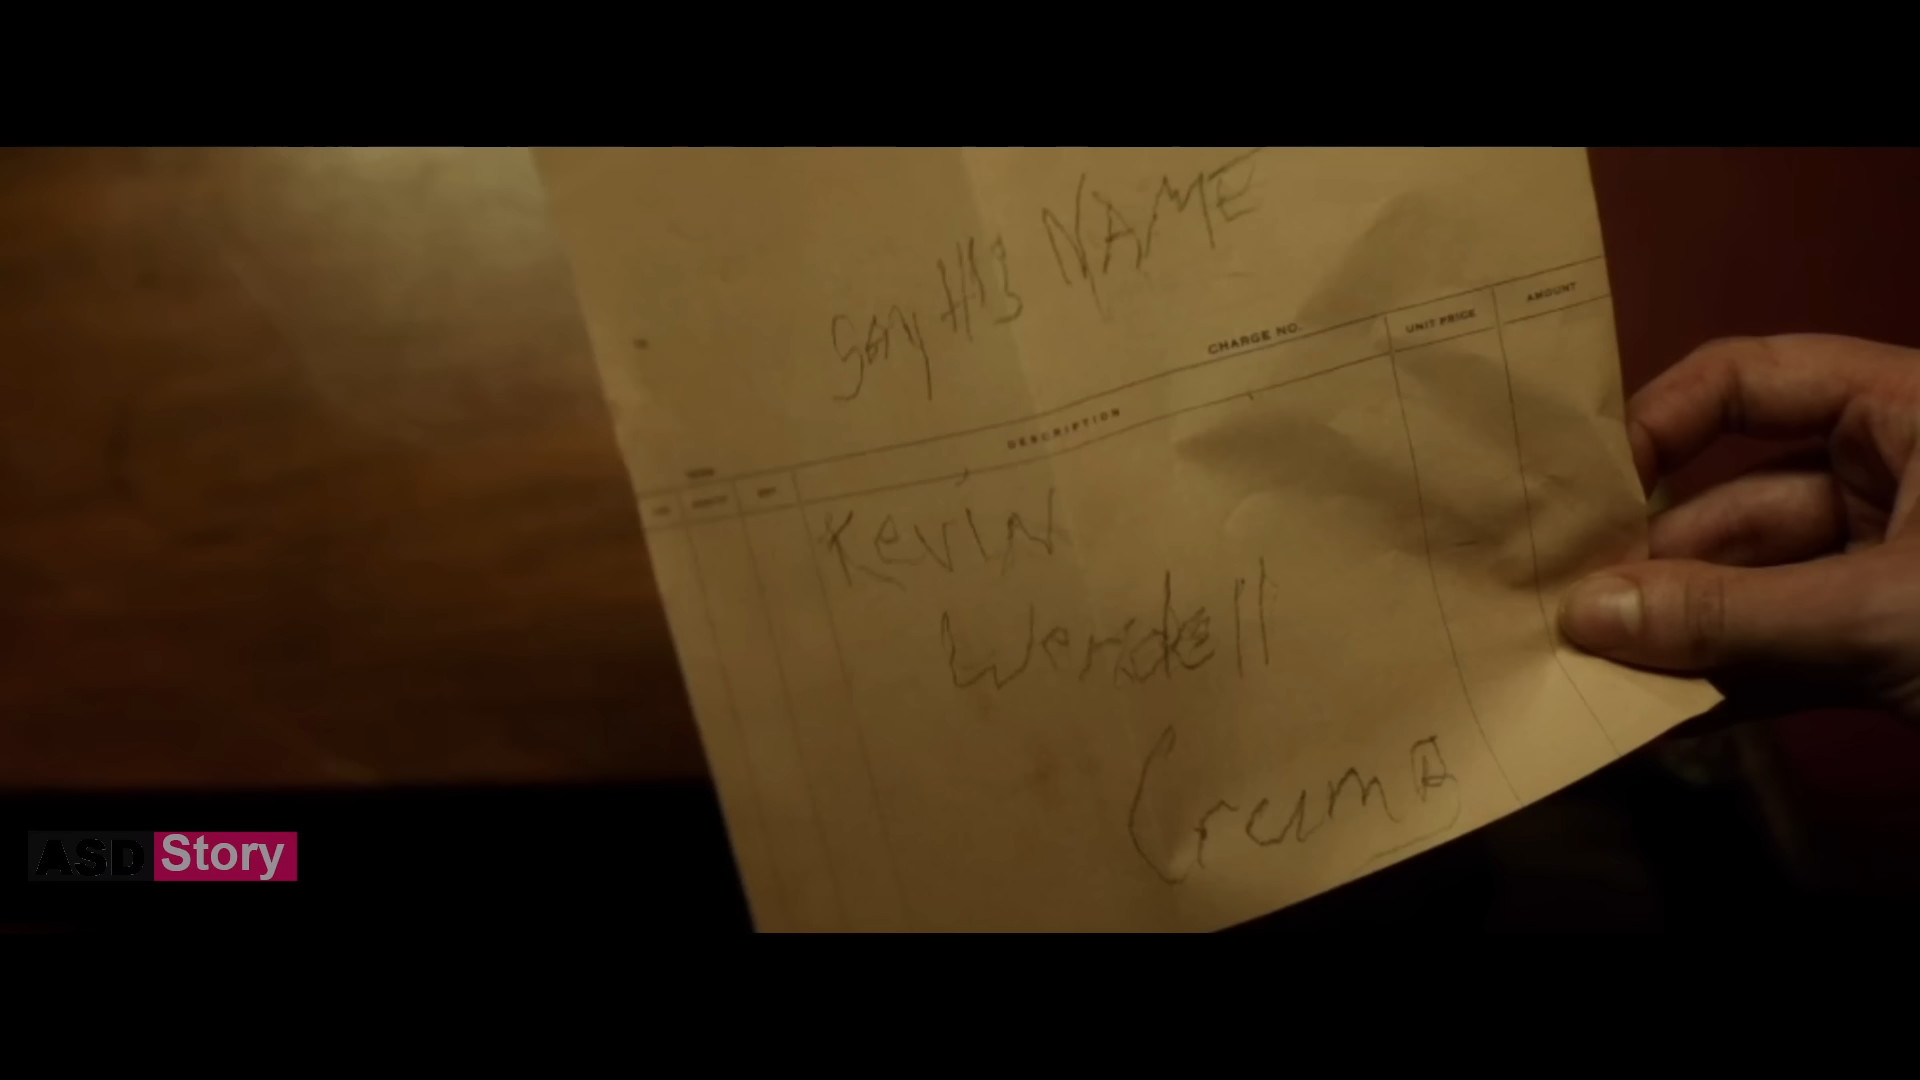 say HIS NAME
CHARGE NO.
DESCRIPTION
UNIT PRICE
AMOUNT
KeviN
Wendell
CrumB
ASD Story